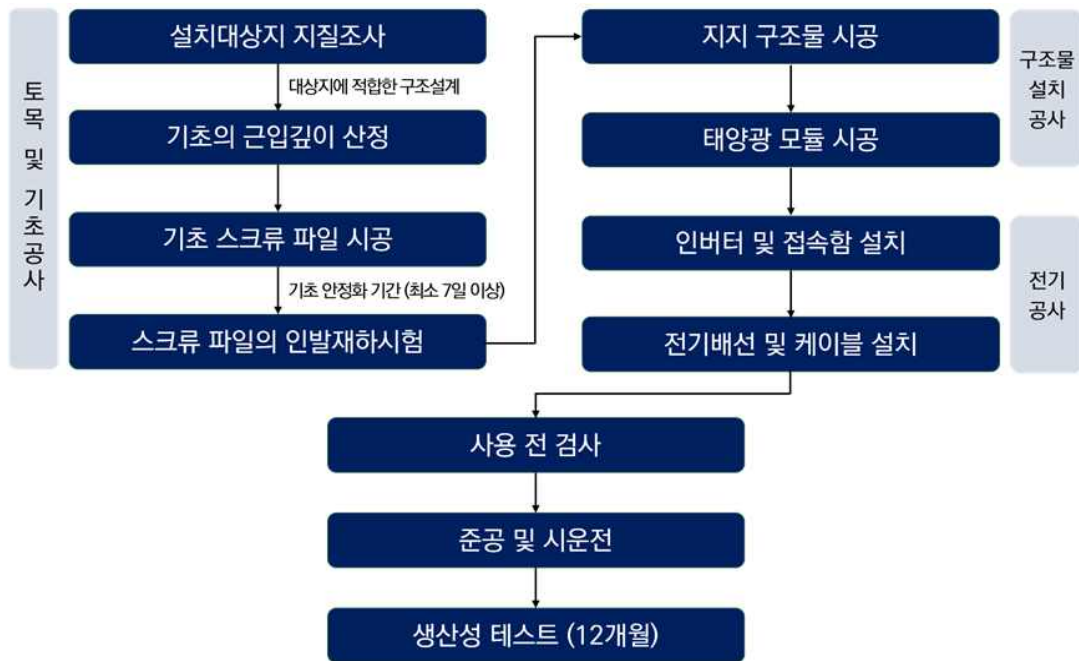 토목 및 기초공사
설치대상지 지질조사
대상지에 적합한 구조설계
기초의 근입깊이 산정
기초 스크류 파일 시공
기초 안정화 기간 (최소 7일 이상)
스크류 파일의 인발재하시험
지지 구조물 시공
태양광 모듈 시공
구조물
설치
공사
인버터 및 접속함 설치
전기배선 및 케이블 설치
전기
공사
사용 전 검사
준공 및 시운전
생산성 테스트 (12개월)